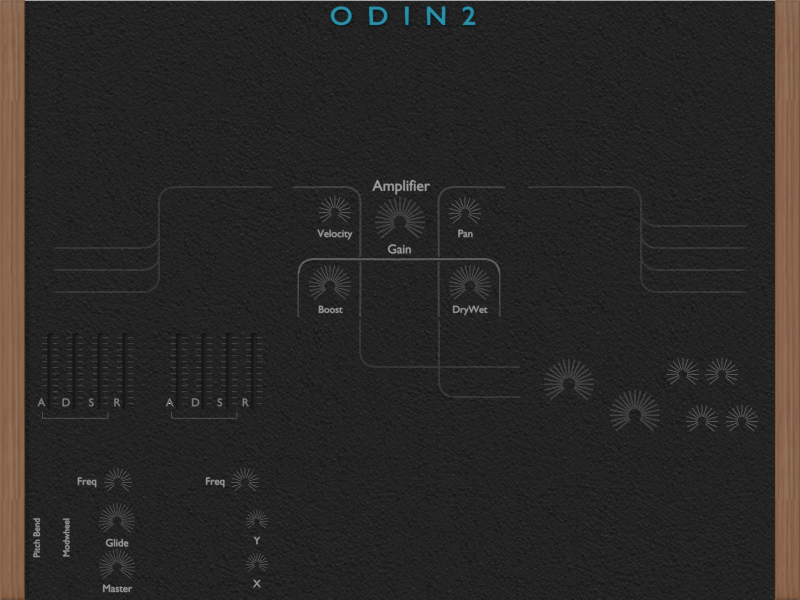 ODIN2
Amplifier
Velocity
Pan
Gain
Boost
DryWet
A D S R
A D S R
Freq
Freq
Pitch Bend
Modwheel
Glide
Y
Master
X